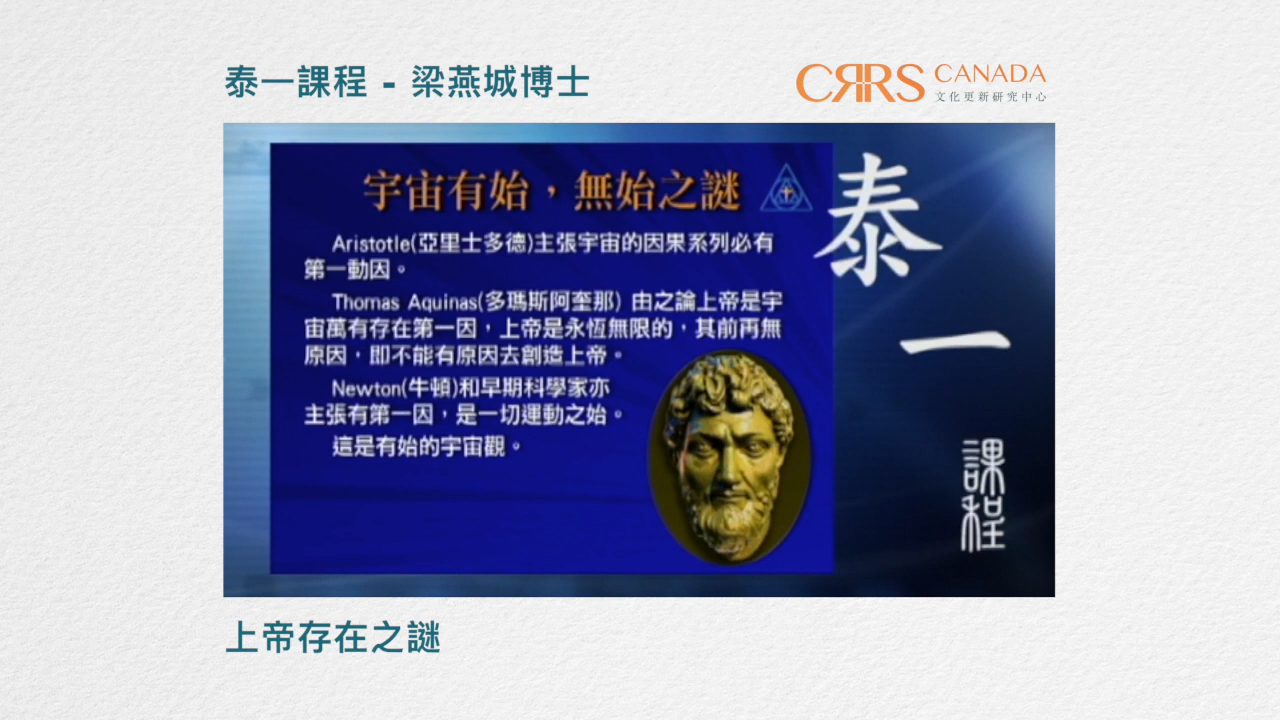 泰一課程 - 梁燕城博士
CRRS CANADA
文化更新研究中心
宇宙有始，無始之謎
Aristotle(亞里士多德)主張宇宙的因果系列必有
第一動因。
Thomas Aquinas(多瑪斯阿奎那) 由之論上帝是宇
宙萬有存在第一因，上帝是永恆無限的，其前再無
原因，即不能有原因去創造上帝。
Newton(牛頓)和早期科學家亦
主張有第一因，是一切運動之始。
這是有始的宇宙觀。
泰
一
課程
上帝存在之謎